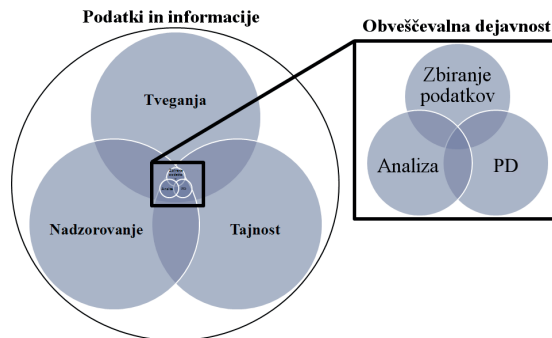 Podatki in informacije
Obveščevalna dejavnost
Tveganja
Nadzorovanje
Tajnost
Zbiranje
podatkov
Analiza
PD